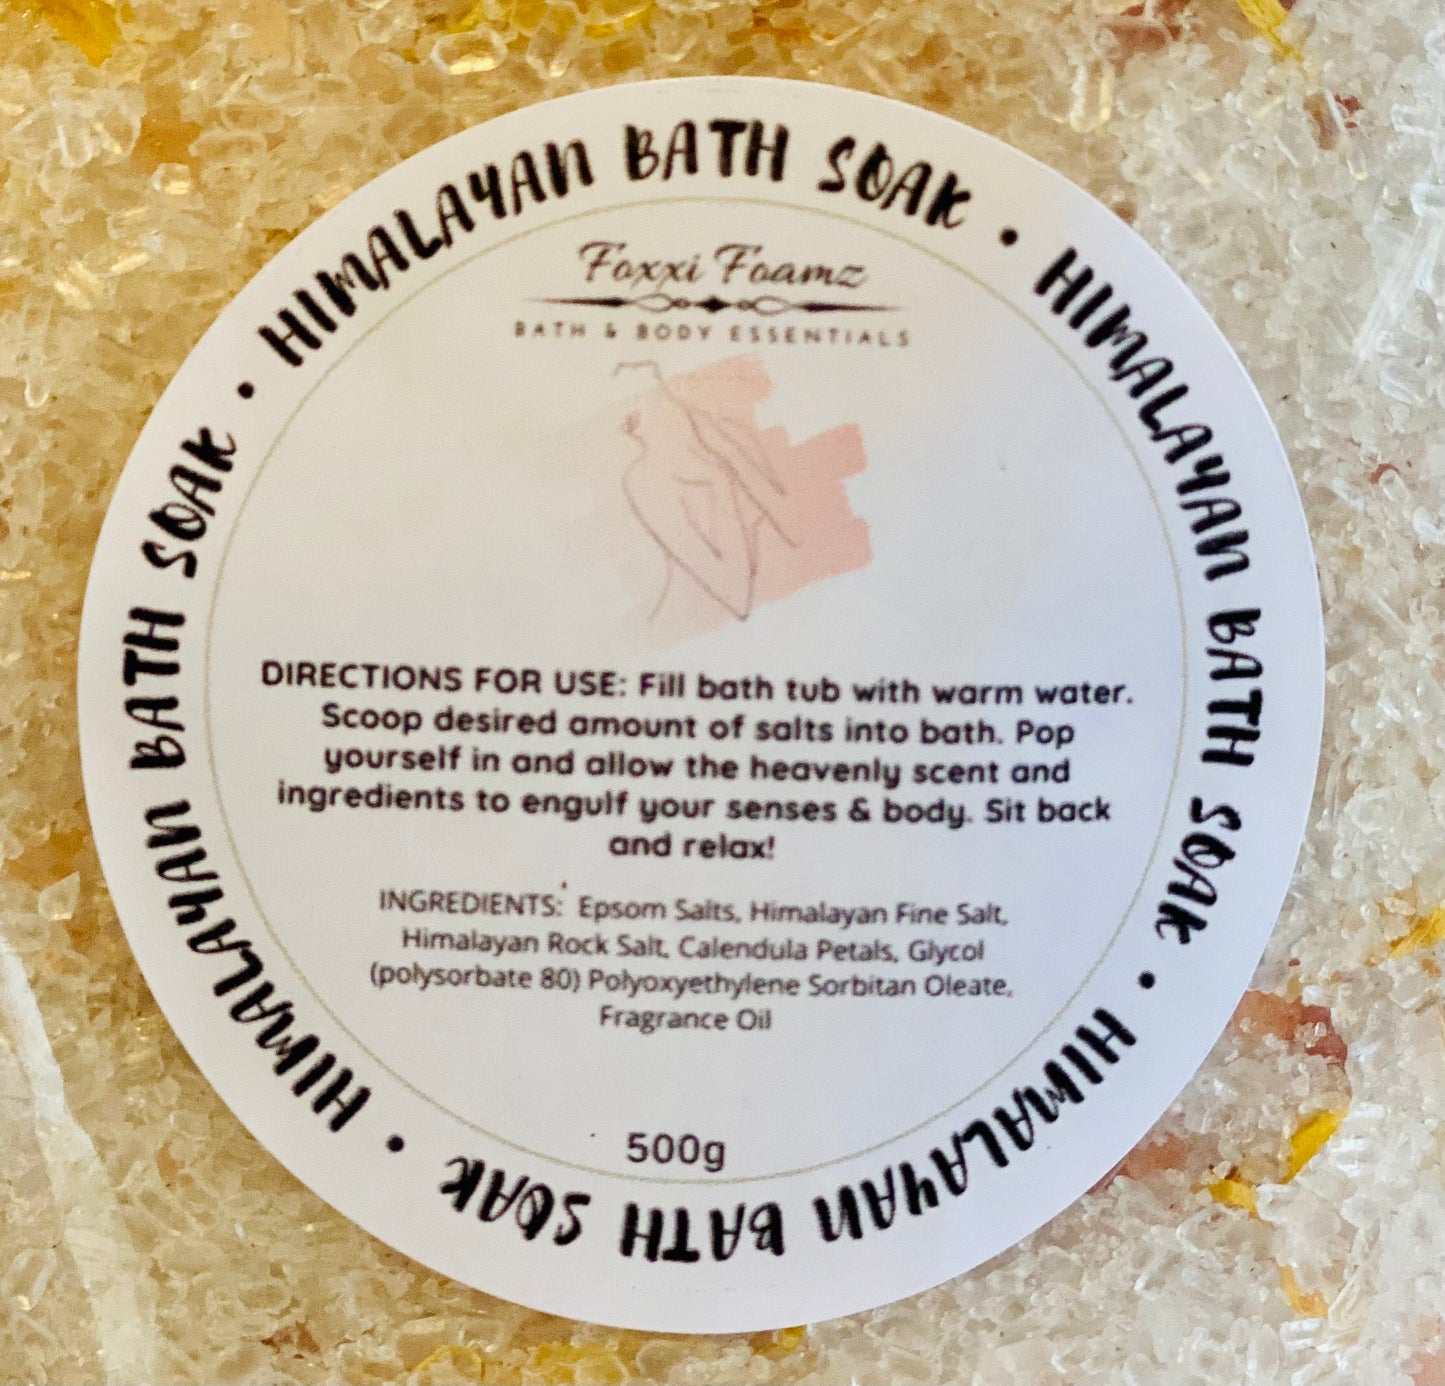 HIMALAYAN BATH SOAK • HIMALAYAN BATH SOAK • HIMALAYAN BATH SOAK • HIMALAYAN BATH SOAK •
Foxxi Foamz
BATH & BODY ESSENTIALS
DIRECTIONS FOR USE: Fill bath tub with warm water.
Scoop desired amount of salts into bath. Pop
yourself in and allow the heavenly scent and
ingredients to engulf your senses & body. Sit back
and relax!
INGREDIENTS: Epsom Salts, Himalayan Fine Salt,
Himalayan Rock Salt, Calendula Petals, Glycol
(polysorbate 80) Polyoxyethylene Sorbitan Oleate,
Fragrance Oil
500g